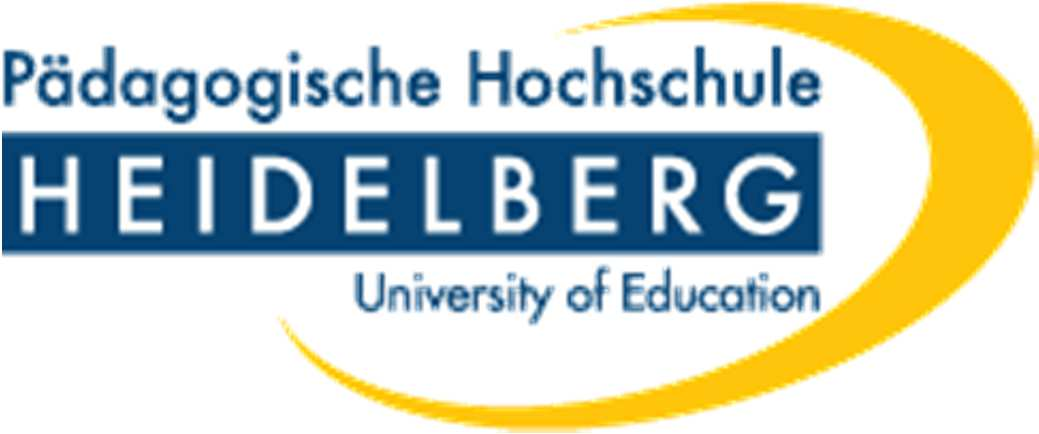 Pädagogische Hochschule
HEIDELBERG
University of Education